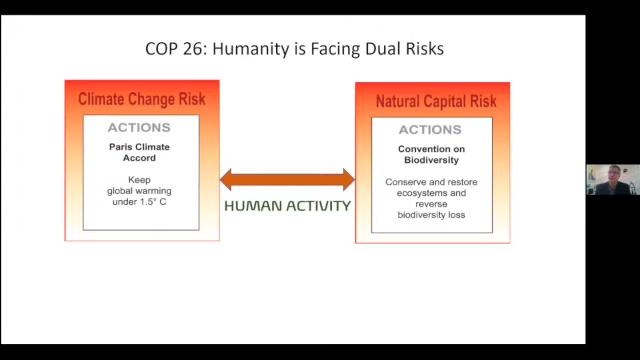 COP 26: Humanity is Facing Dual Risks
Climate Change Risk
ACTIONS
Paris Climate
Accord
Keep
global warming
under 1.5° C
HUMAN ACTIVITY
Natural Capital Risk
ACTIONS
Convention on
Biodiversity
Conserve and restore
ecosystems and
reverse
biodiversity loss